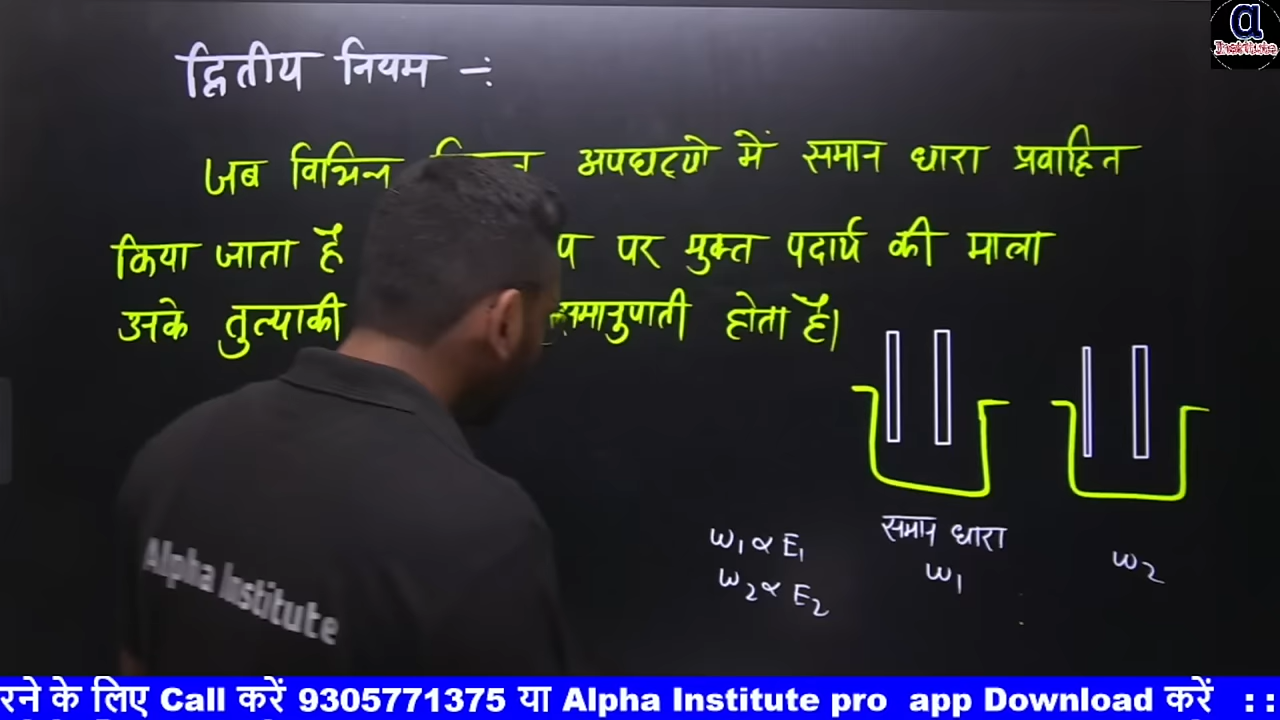 α
Institute
द्वितीय नियम -:
जब विभिन्न अपघट्यो में समान धारा प्रवाहित
किया जाता है पर मुक्त पदार्थ की मात्रा
उनके तुल्याकी समानुपाती होता है।
समान धारा
W₁ ∝ E₁
W₂ ∝ E₂
W₁
W₂
Alpha Institute
रने के लिए Call करें 9305771375 या Alpha Institute pro app Download करें ::